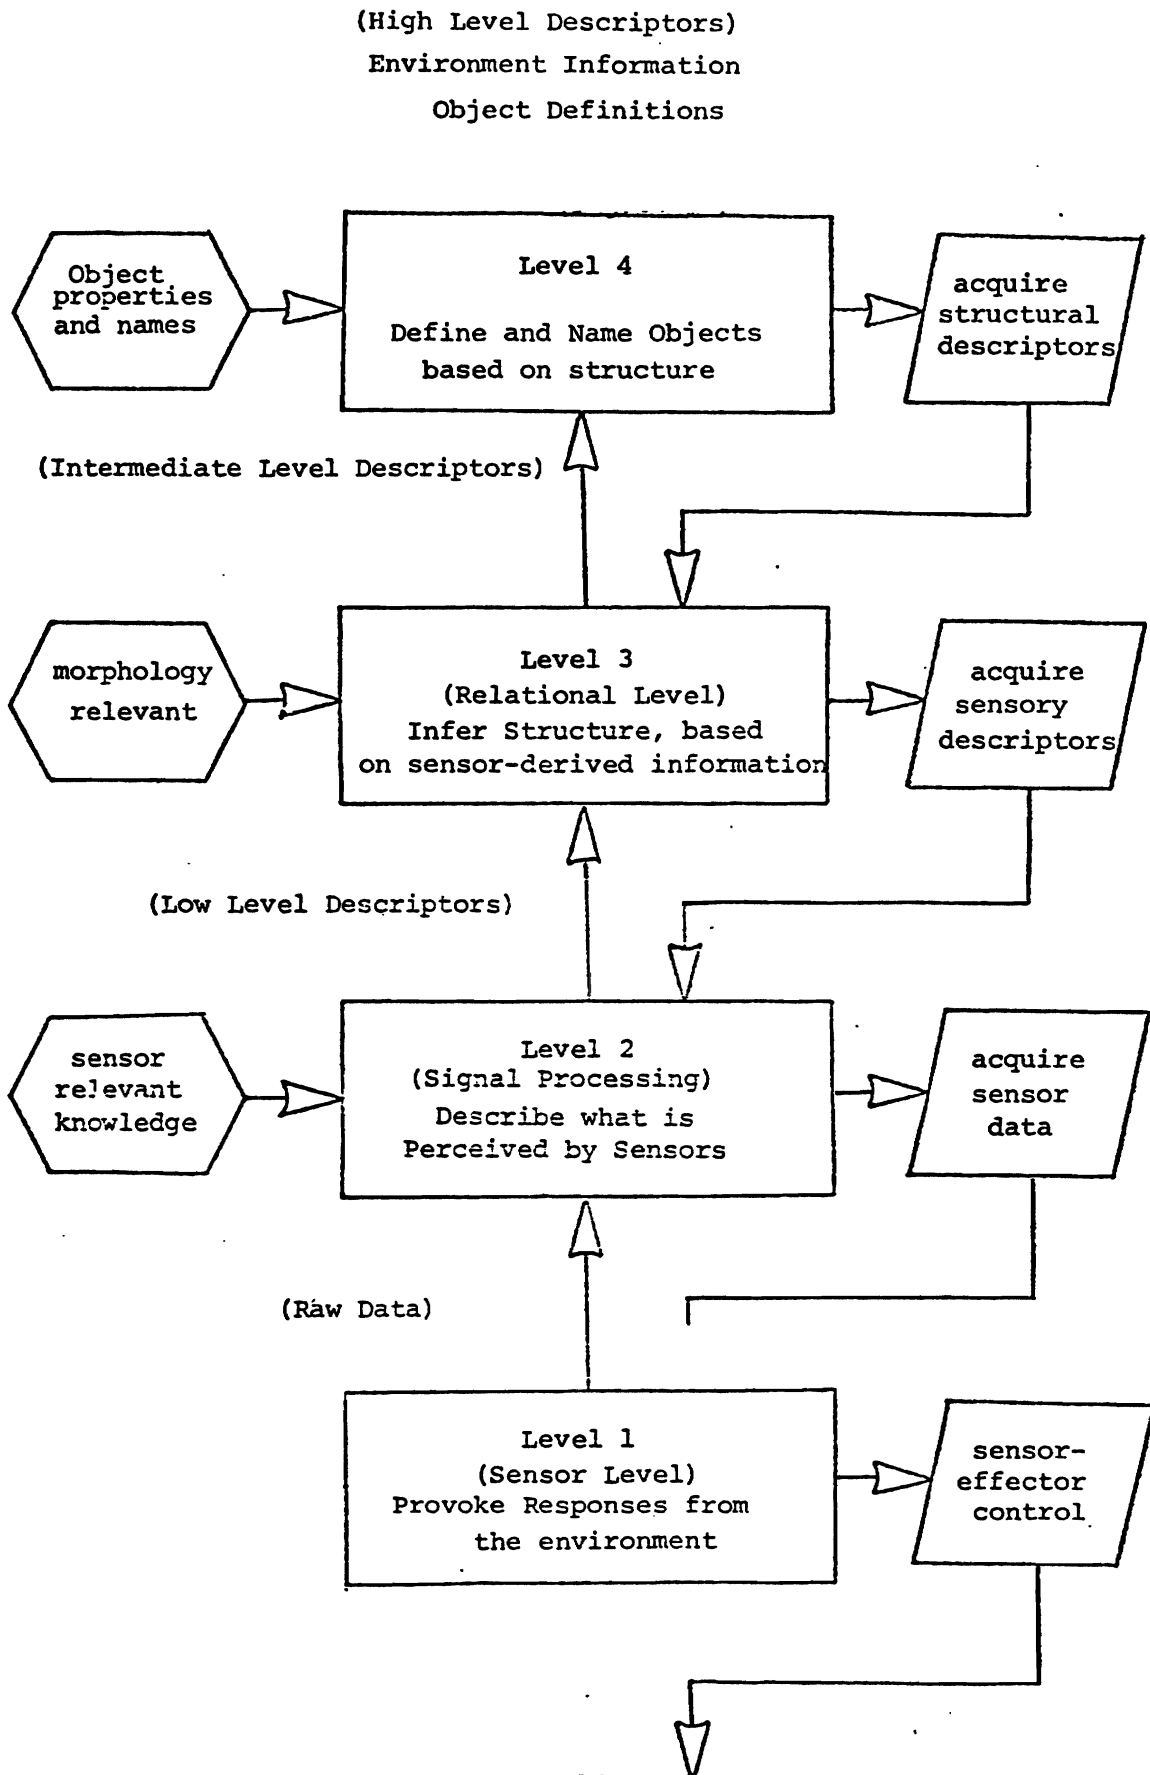 (High Level Descriptors)
Environment Information
Object Definitions
Object
properties
and names
Level 4
Define and Name Objects
based on structure
acquire
structural
descriptors
(Intermediate Level Descriptors)
morphology
relevant
Level 3
(Relational Level)
Infer Structure, based
on sensor-derived information
acquire
sensory
descriptors
(Low Level Descriptors)
sensor
relevant
knowledge
Level 2
(Signal Processing)
Describe what is
Perceived by Sensors
acquire
sensor
data
(Raw Data)
Level 1
(Sensor Level)
Provoke Responses from
the environment
sensor-
effector
control